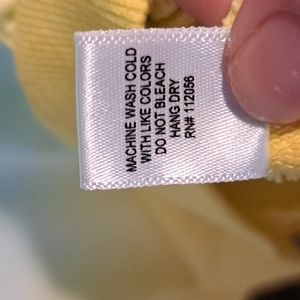 MACHINE WASH COLD
WITH LIKE COLORS
DO NOT BLEACH
HANG DRY
RN# 112056